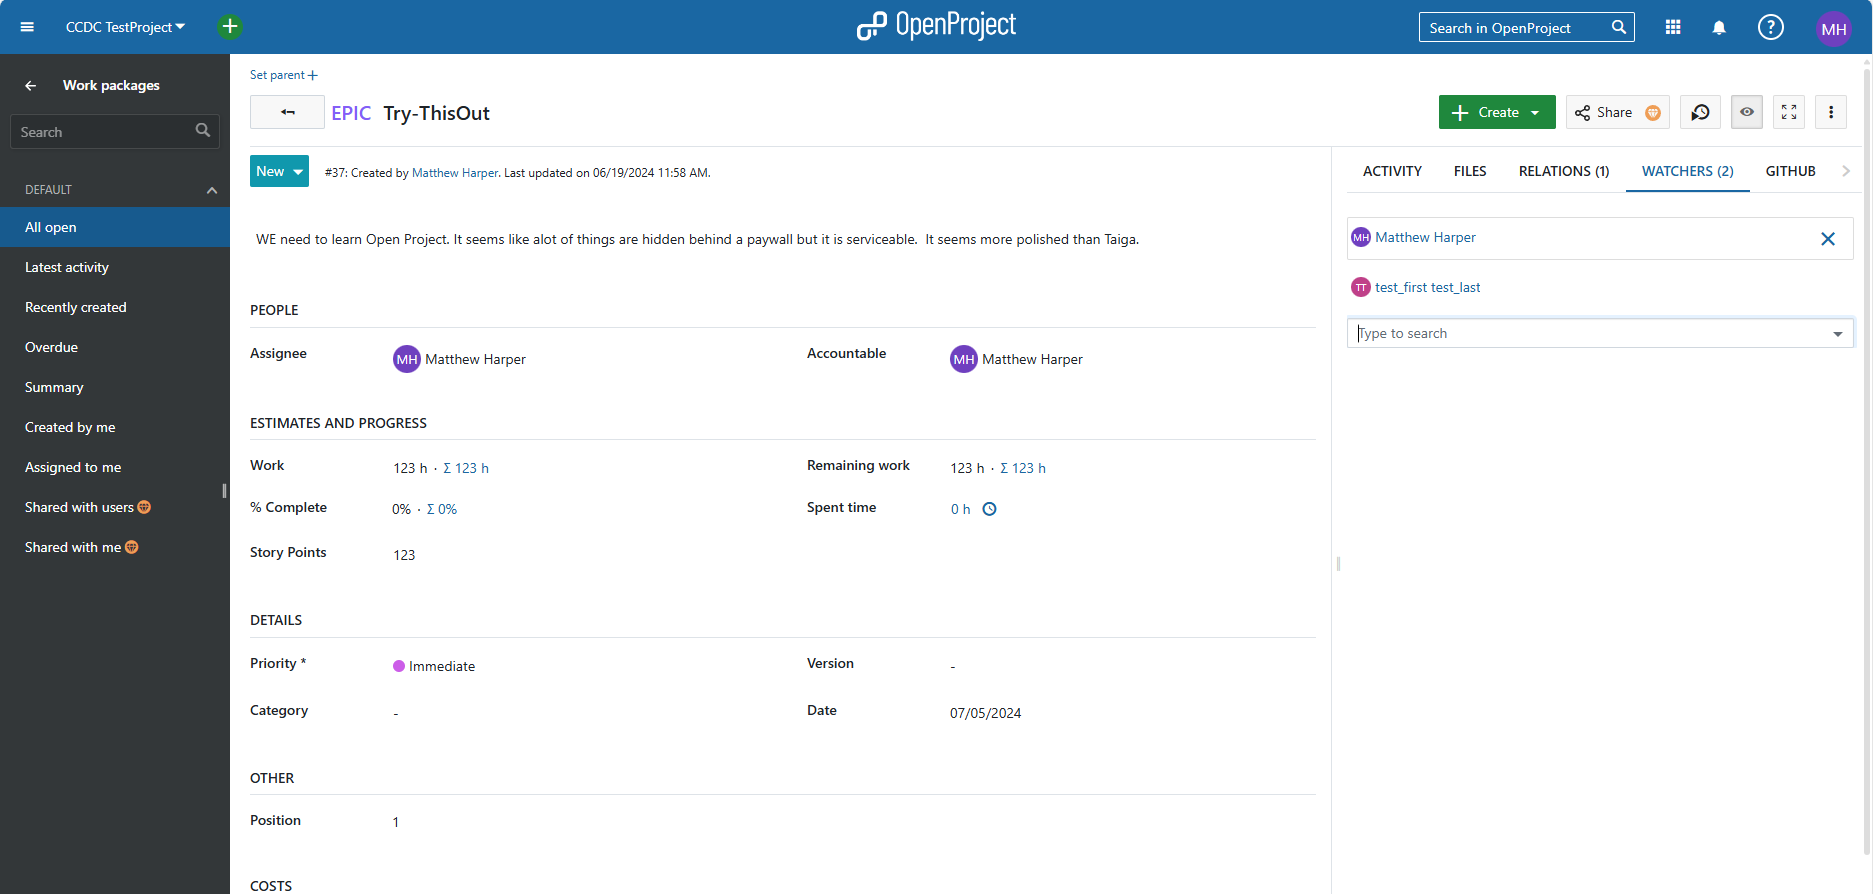 CCDC TestProject
OpenProject
Search in OpenProject
MH
Work packages
Search
DEFAULT
All open
Latest activity
Recently created
Overdue
Summary
Created by me
Assigned to me
Shared with users
Shared with me
Set parent
EPIC Try-ThisOut
Create
Share
New
#37: Created by Matthew Harper. Last updated on 06/19/2024 11:58 AM.
WE need to learn Open Project. It seems like alot of things are hidden behind a paywall but it is serviceable.  It seems more polished than Taiga.
PEOPLE
Assignee
MH Matthew Harper
Accountable
MH Matthew Harper
ESTIMATES AND PROGRESS
Work
123 h · Σ 123 h
Remaining work
123 h · Σ 123 h
% Complete
0% · Σ 0%
Spent time
0 h
Story Points
123
DETAILS
Priority *
Immediate
Version
-
Category
-
Date
07/05/2024
OTHER
Position
1
COSTS
ACTIVITY FILES RELATIONS (1) WATCHERS (2) GITHUB
MH Matthew Harper
TT test_first test_last
Type to search